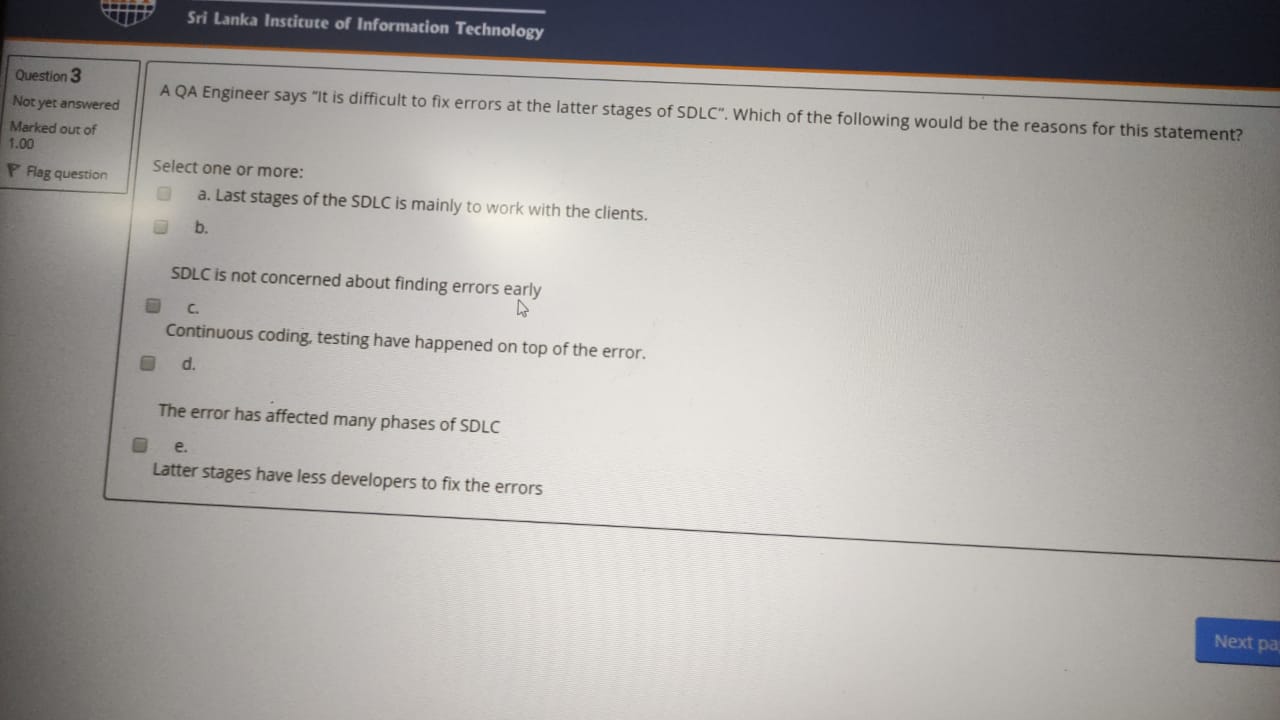 Sri Lanka Institute of Information Technology
Question 3
Not yet answered
Marked out of
1.00
Flag question
A QA Engineer says "It is difficult to fix errors at the latter stages of SDLC". Which of the following would be the reasons for this statement?
Select one or more:
a. Last stages of the SDLC is mainly to work with the clients.
b.
SDLC is not concerned about finding errors early
c.
Continuous coding, testing have happened on top of the error.
d.
The error has affected many phases of SDLC
e.
Latter stages have less developers to fix the errors
Next pa